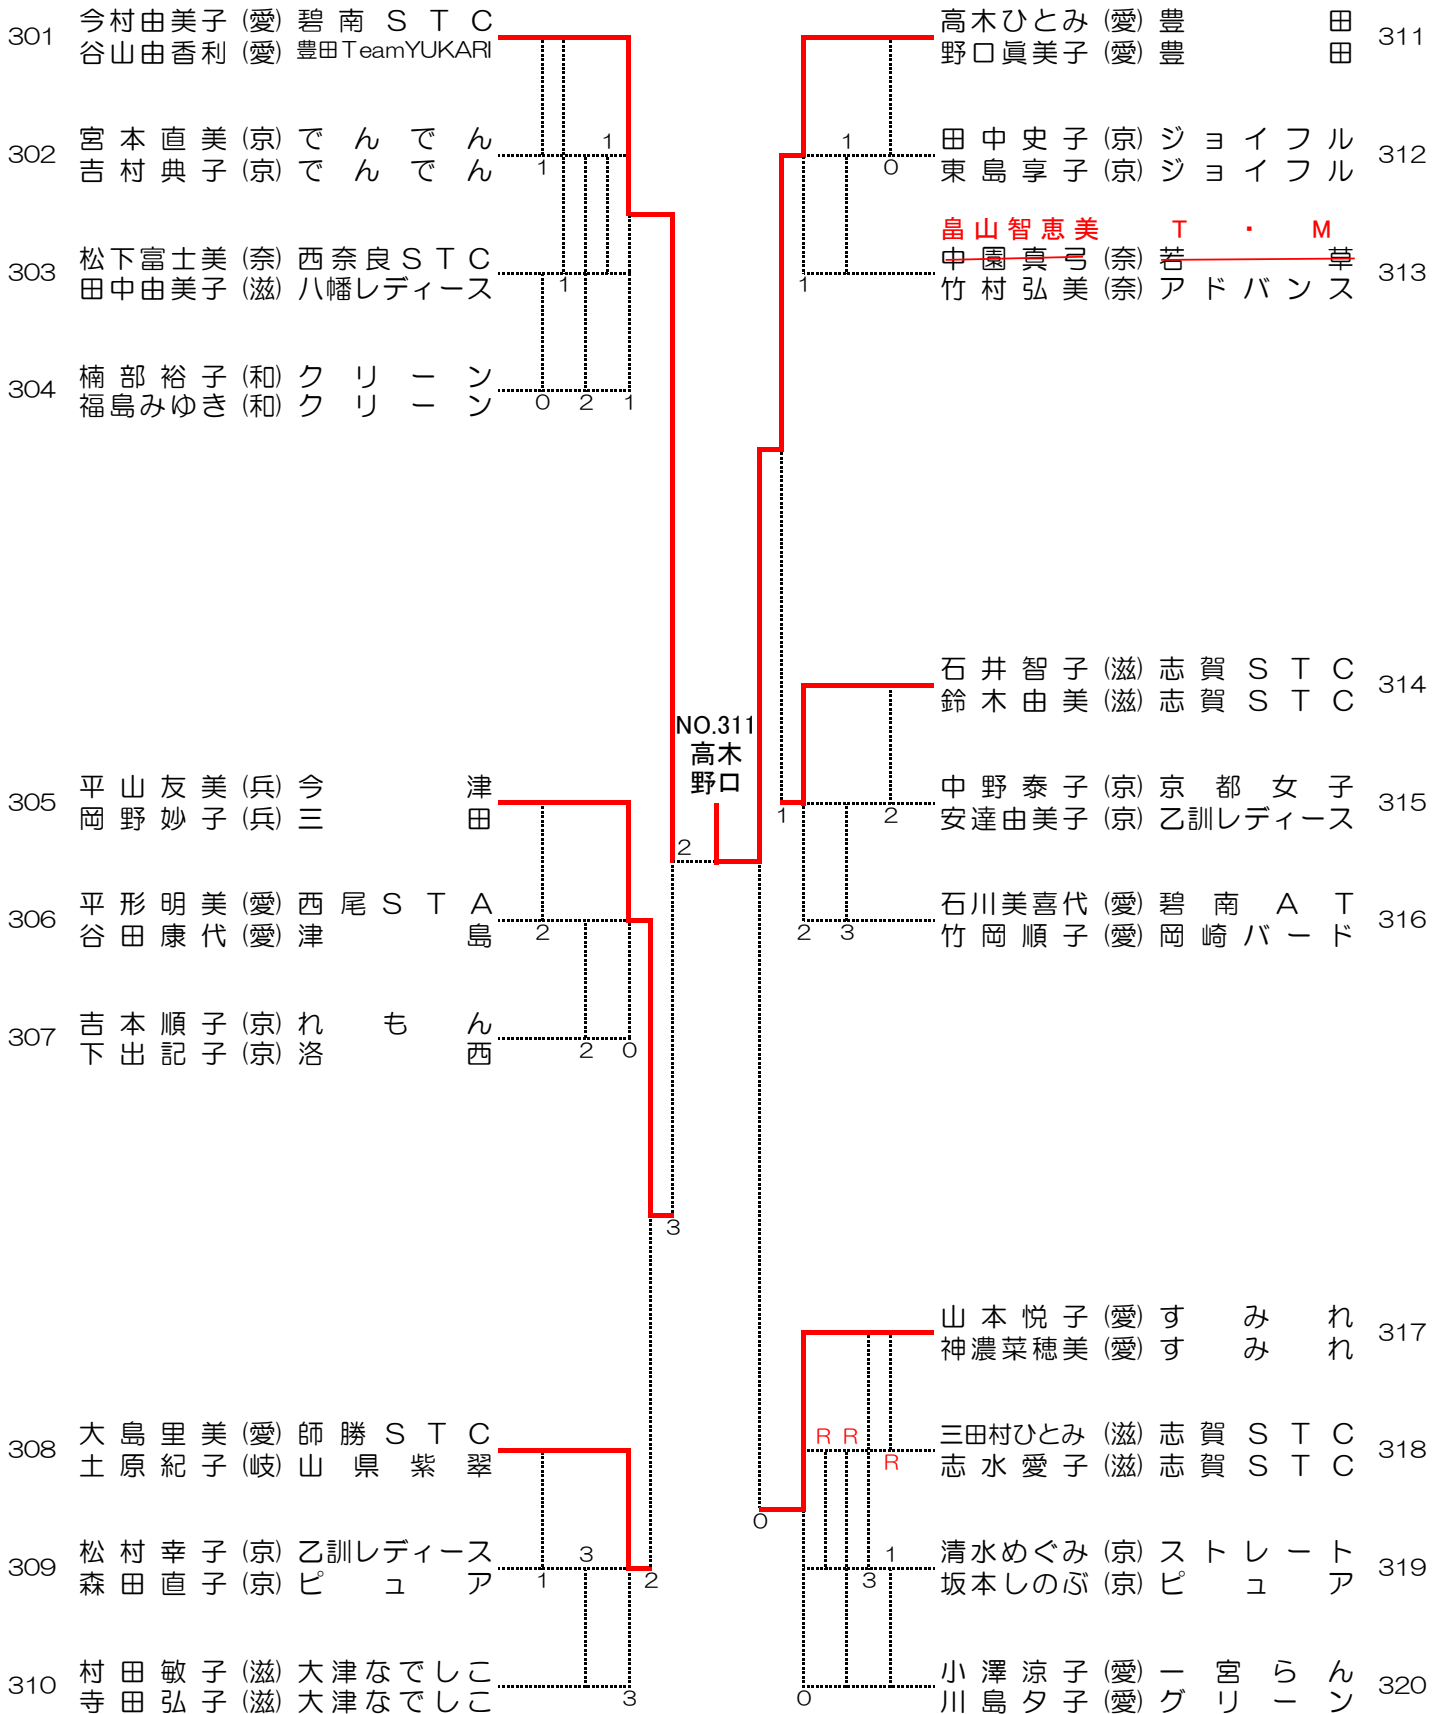 301 今村由美子 (愛) 碧南STC
谷山由香利 (愛) 豊田TeamYUKARI
302 宮本直美 (京) でんでん
吉村典子 (京) でんでん
1
1
303 松下富士美 (奈) 西奈良STC
田中由美子 (滋) 八幡レディース
1
304 楠部裕子 (和) クリーン
福島みゆき (和) クリーン
0 2 1
305 平山友美 (兵) 今津
岡野妙子 (兵) 三田
306 平形明美 (愛) 西尾STA
谷田康代 (愛) 津島
2
307 吉本順子 (京) れもん
下出記子 (京) 洛西
2 0
3
308 大島里美 (愛) 師勝STC
土原紀子 (岐) 山県紫翠
309 松村幸子 (京) 乙訓レディース
森田直子 (京) ピュア
3
1 2
310 村田敏子 (滋) 大津なでしこ
寺田弘子 (滋) 大津なでしこ
3
NO.311
高木
野口
2
高木ひとみ (愛) 豊田 311
野口眞美子 (愛) 豊田
1
田中史子 (京) ジョイフル 312
東島享子 (京) ジョイフル
0
畠山智恵美 T・M
中園真弓 (奈) 若草 313
竹村弘美 (奈) アドバンス
1
石井智子 (滋) 志賀STC 314
鈴木由美 (滋) 志賀STC
中野泰子 (京) 京都女子 315
安達由美子 (京) 乙訓レディース
1 2
石川美喜代 (愛) 碧南AT 316
竹岡順子 (愛) 岡崎バード
2 3
山本悦子 (愛) すみれ 317
神濃菜穂美 (愛) すみれ
R R
三田村ひとみ (滋) 志賀STC 318
志水愛子 (滋) 志賀STC
R
0
1
清水めぐみ (京) ストレート 319
坂本しのぶ (京) ピュア
3
小澤涼子 (愛) 一宮らん 320
川島夕子 (愛) グリーン
0